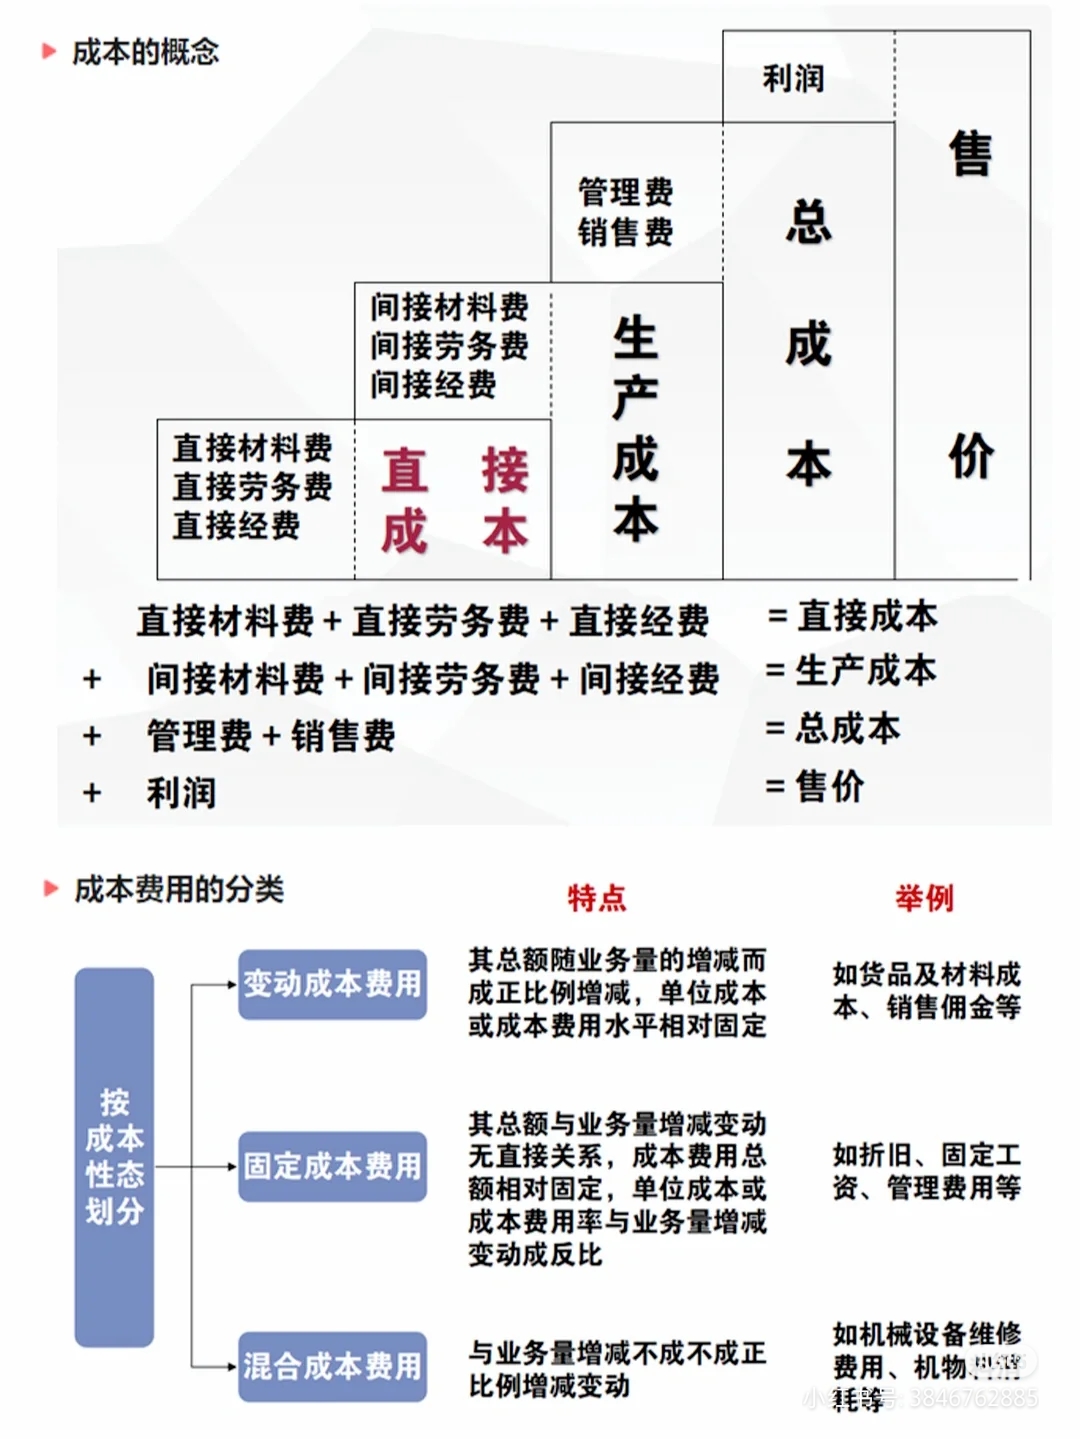 成本的概念
利润
售价
管理费
销售费
总成本
间接材料费
间接劳务费
间接经费
生产成本
直接材料费
直接劳务费
直接经费
直接
成本
直接材料费+直接劳务费+直接经费 =直接成本
+ 间接材料费+间接劳务费+间接经费 =生产成本
+ 管理费+销售费 =总成本
+ 利润 =售价
成本费用的分类
特点
举例
按
成本
性态
划分
变动成本费用
其总额随业务量的增减而
成正比例增减，单位成本
或成本费用水平相对固定
如货品及材料成
本、销售佣金等
固定成本费用
其总额与业务量增减变动
无直接关系，成本费用总
额相对固定，单位成本或
成本费用率与业务量增减
变动成反比
如折旧、固定工
资、管理费用等
混合成本费用
与业务量增减不成不成正
比例增减变动
如机械设备维修
费用、机物
耗等
小红书号: 3846762885